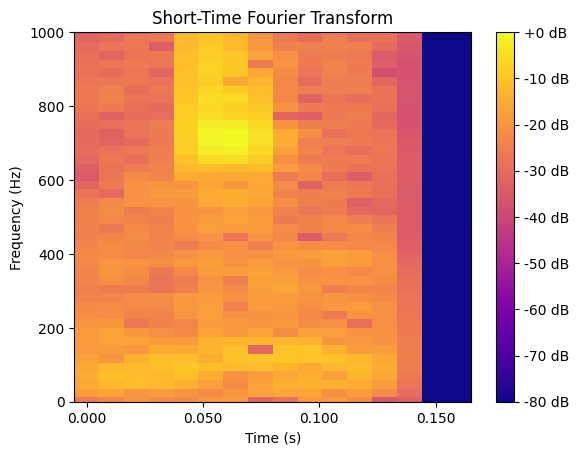 Short-Time Fourier Transform
1000
800
600
400
200
0
Frequency (Hz)
0.000
0.050
0.100
0.150
Time (s)
+0 dB
-10 dB
-20 dB
-30 dB
-40 dB
-50 dB
-60 dB
-70 dB
-80 dB